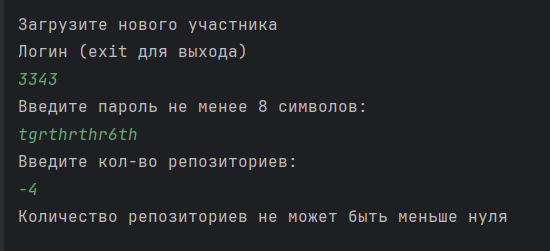 Загрузите нового участника
Логин (exit для выхода)
3343
Введите пароль не менее 8 символов:
tgrthrthr6th
Введите кол-во репозиториев:
-4
Количество репозиториев не может быть меньше нуля